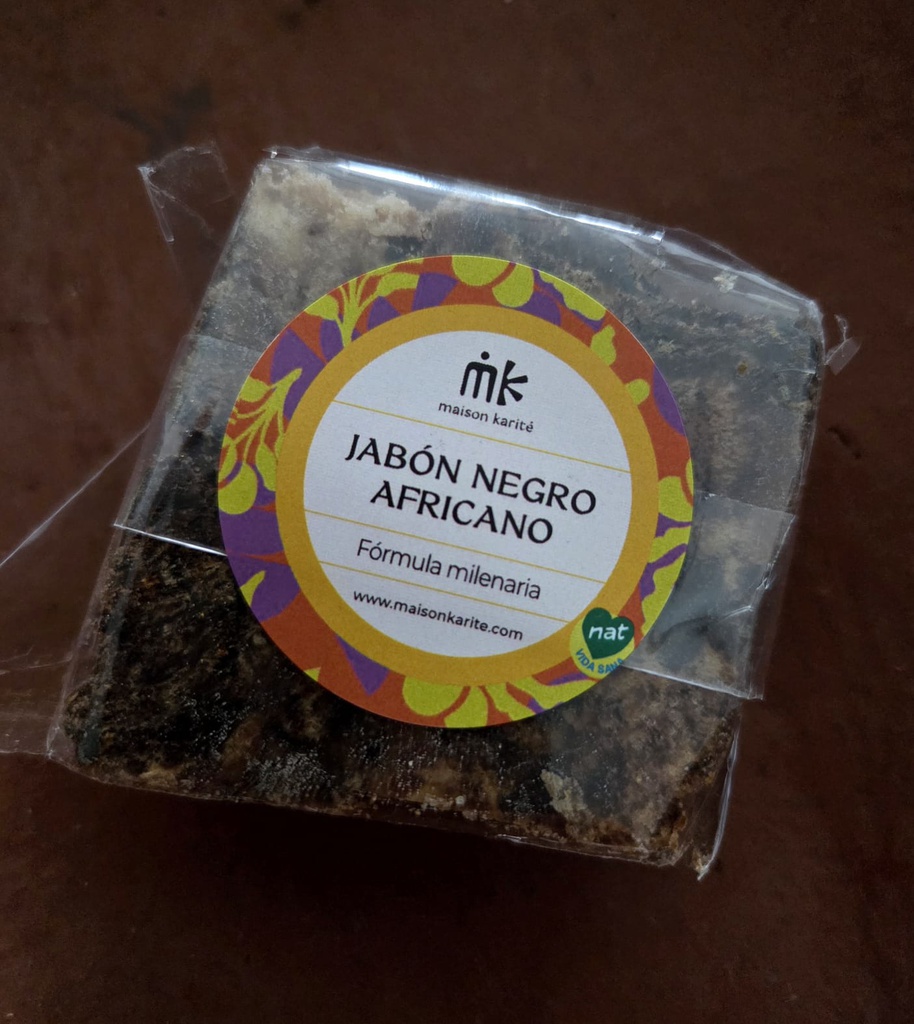 mk
maison karité
JABÓN NEGRO
AFRICANO
Fórmula milenaria
www.maisonkarite.com
nat
VIDA SANA